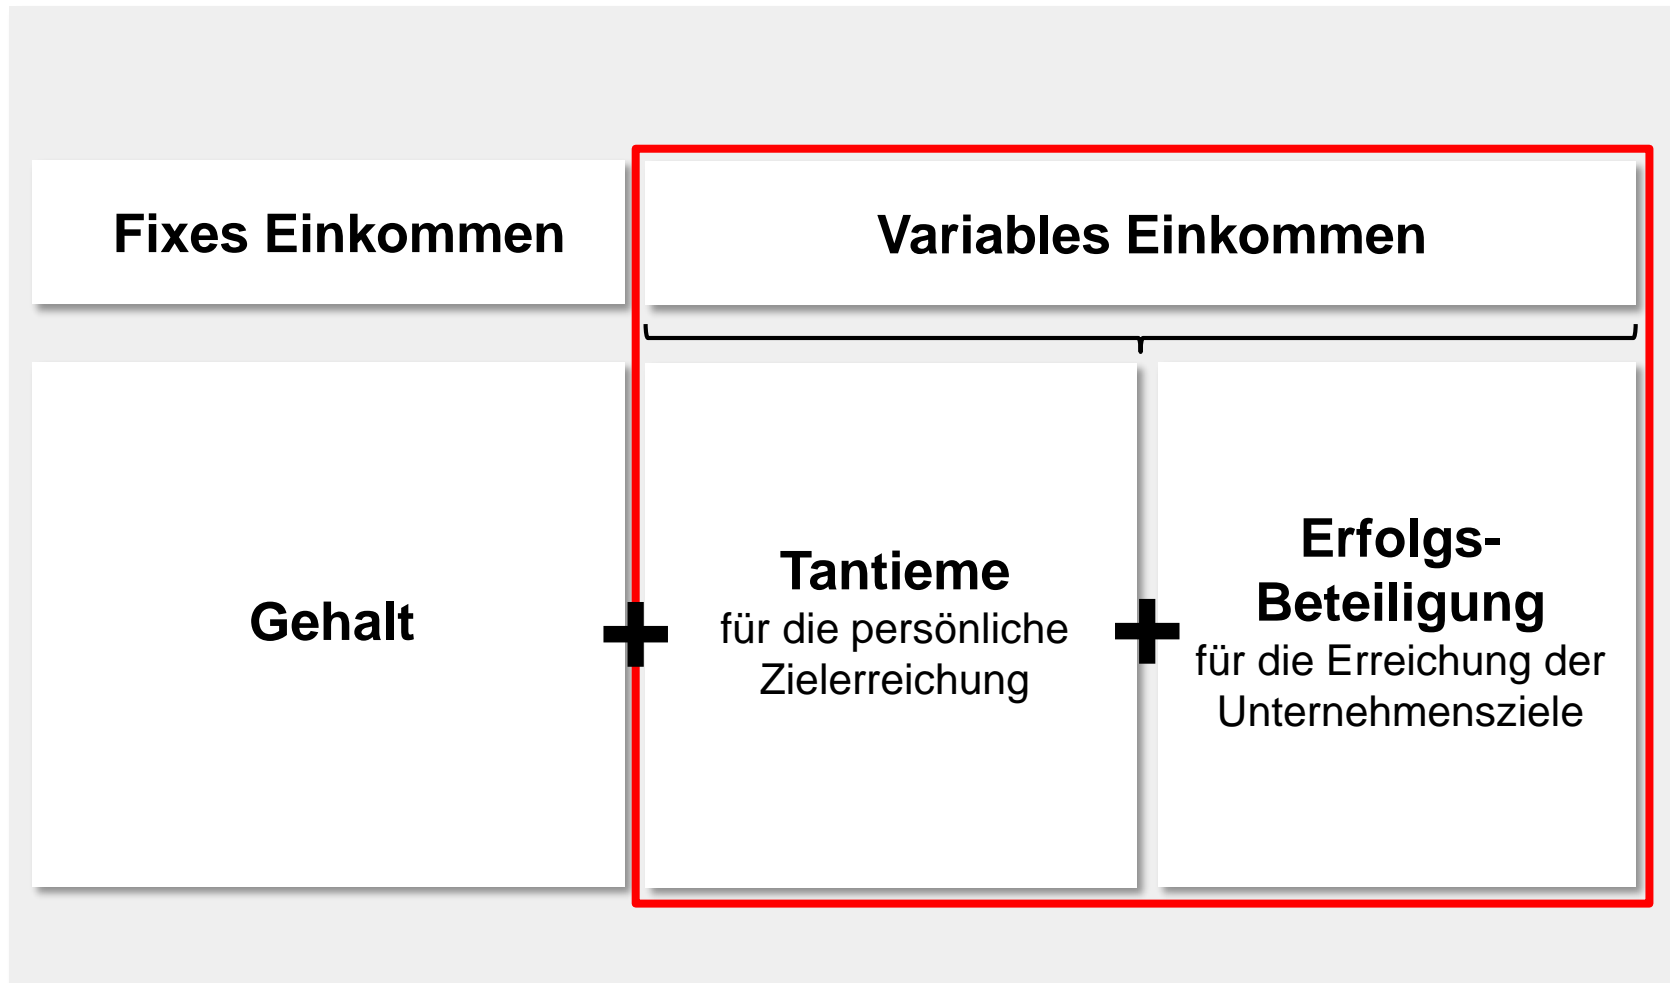 Fixes Einkommen
Variables Einkommen
Gehalt
+
Tantieme
für die persönliche
Zielerreichung
+
Erfolgs-
Beteiligung
für die Erreichung der
Unternehmensziele